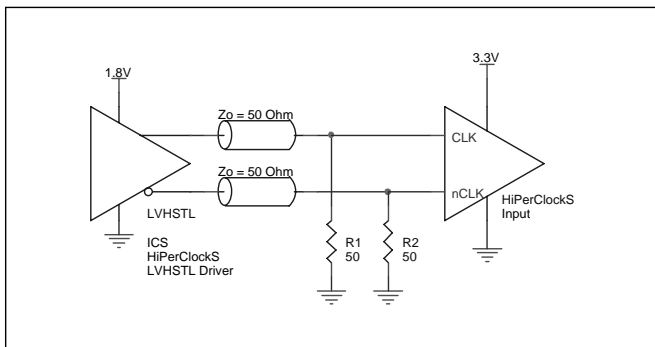 1.8V
3.3V
Zo = 50 Ohm
CLK
Zo = 50 Ohm
nCLK
HiPerClockS
Input
LVHSTL
ICS
HiPerClockS
LVHSTL Driver
R1
50
R2
50